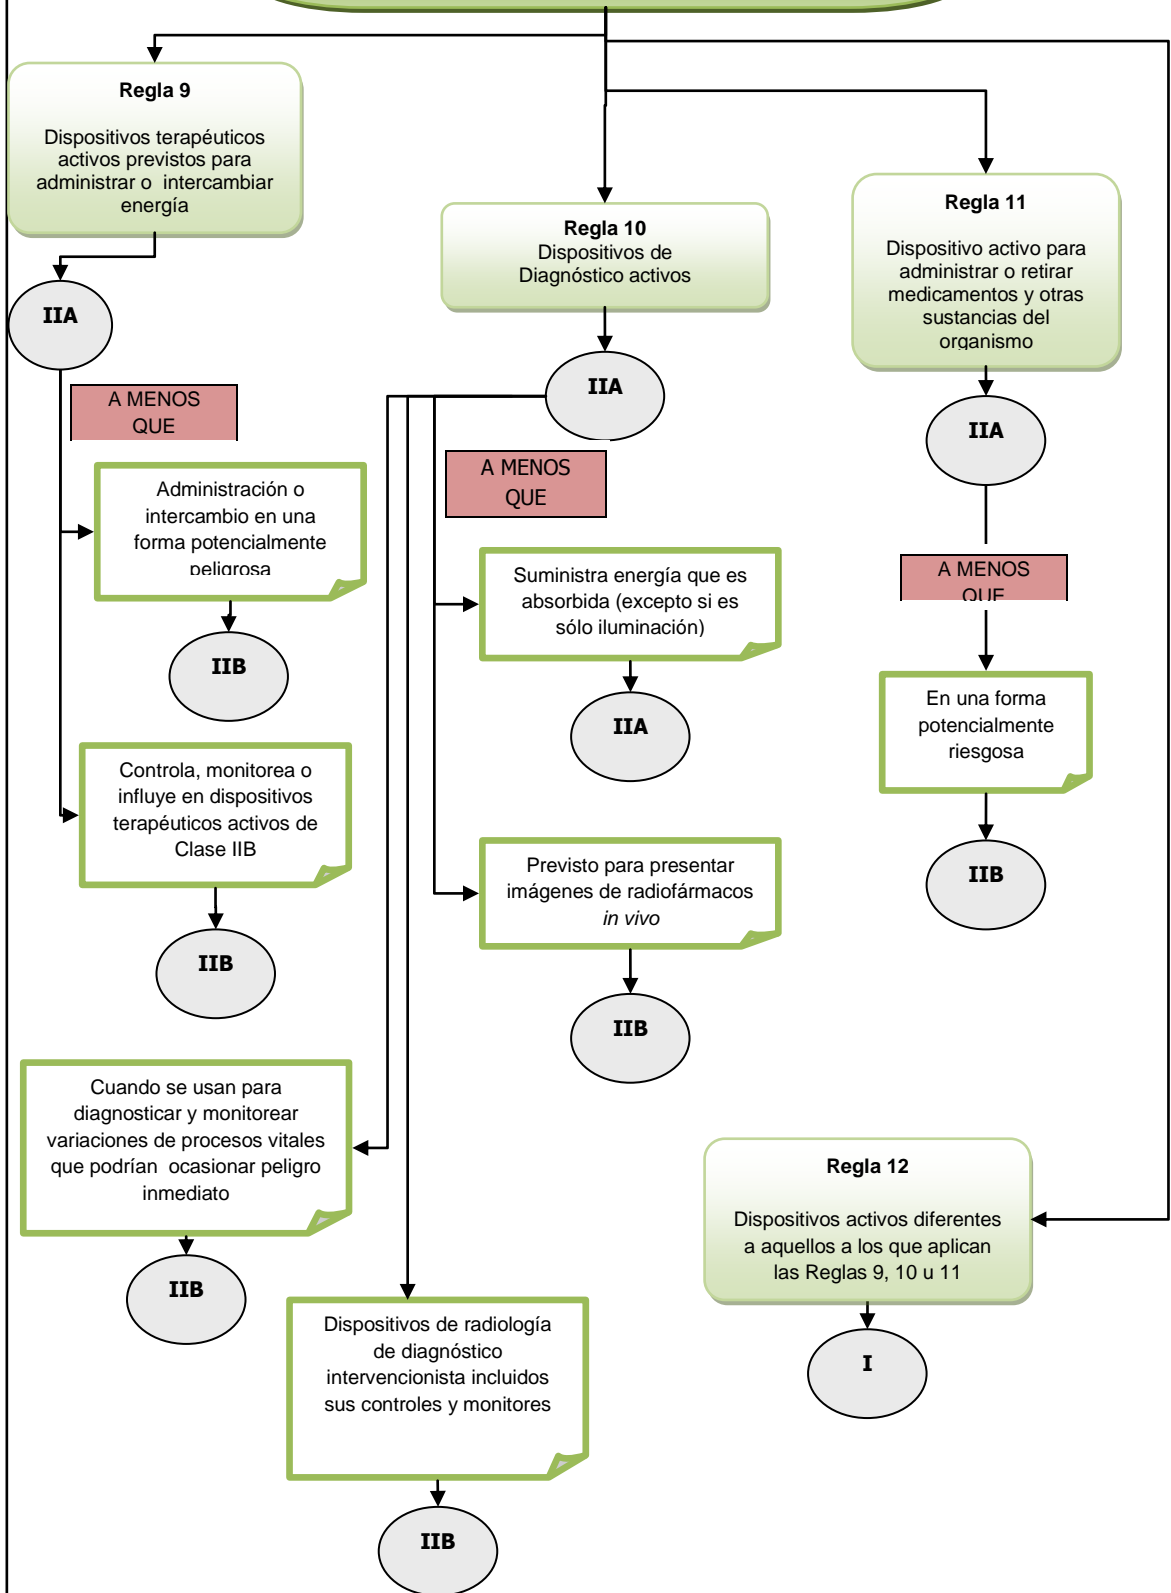 Regla 9
Dispositivos terapéuticos
activos previstos para
administrar o intercambiar
energía
IIA
A MENOS
QUE
Administración o
intercambio en una
forma potencialmente
peligrosa
IIB
Controla, monitorea o
influye en dispositivos
terapéuticos activos de
Clase IIB
IIB
Regla 10
Dispositivos de
Diagnóstico activos
IIA
A MENOS
QUE
Suministra energía que es
absorbida (excepto si es
sólo iluminación)
IIA
Previsto para presentar
imágenes de radiofármacos
in vivo
IIB
Cuando se usan para
diagnosticar y monitorear
variaciones de procesos vitales
que podrían ocasionar peligro
inmediato
IIB
Dispositivos de radiología
de diagnóstico
intervencionista incluidos
sus controles y monitores
IIB
Regla 11
Dispositivo activo para
administrar o retirar
medicamentos y otras
sustancias del
organismo
IIA
A MENOS
QUE
En una forma
potencialmente
riesgosa
IIB
Regla 12
Dispositivos activos diferentes
a aquellos a los que aplican
las Reglas 9, 10 u 11
I